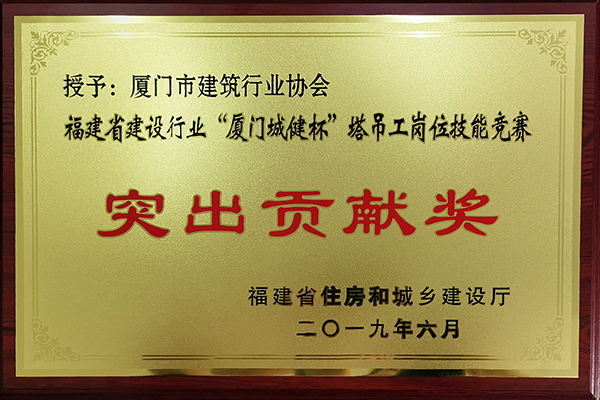 授予：厦门市建筑行业协会
福建省建设行业“厦门城健杯”塔吊工岗位技能竞赛
突出贡献奖
福建省住房和城乡建设厅
二〇一九年六月